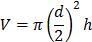 V = π(d/2)² h